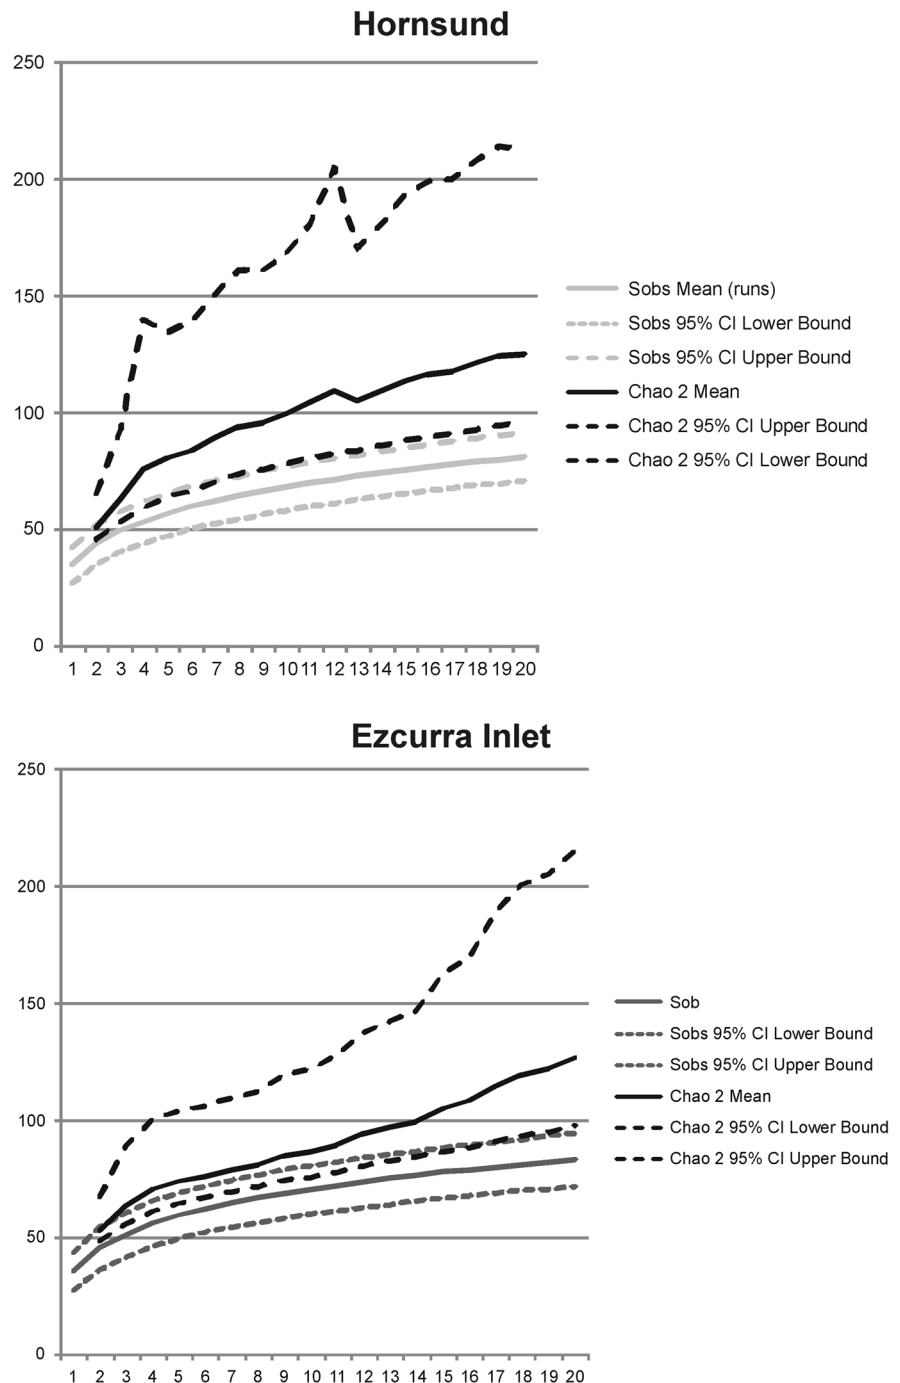 Hornsund
250
200
150
100
50
0
1 2 3 4 5 6 7 8 9 10 11 12 13 14 15 16 17 18 19 20
Sobs Mean (runs)
Sobs 95% CI Lower Bound
Sobs 95% CI Upper Bound
Chao 2 Mean
Chao 2 95% CI Upper Bound
Chao 2 95% CI Lower Bound
Ezcurra Inlet
250
200
150
100
50
0
1 2 3 4 5 6 7 8 9 10 11 12 13 14 15 16 17 18 19 20
Sob
Sobs 95% CI Lower Bound
Sobs 95% CI Upper Bound
Chao 2 Mean
Chao 2 95% CI Lower Bound
Chao 2 95% CI Upper Bound